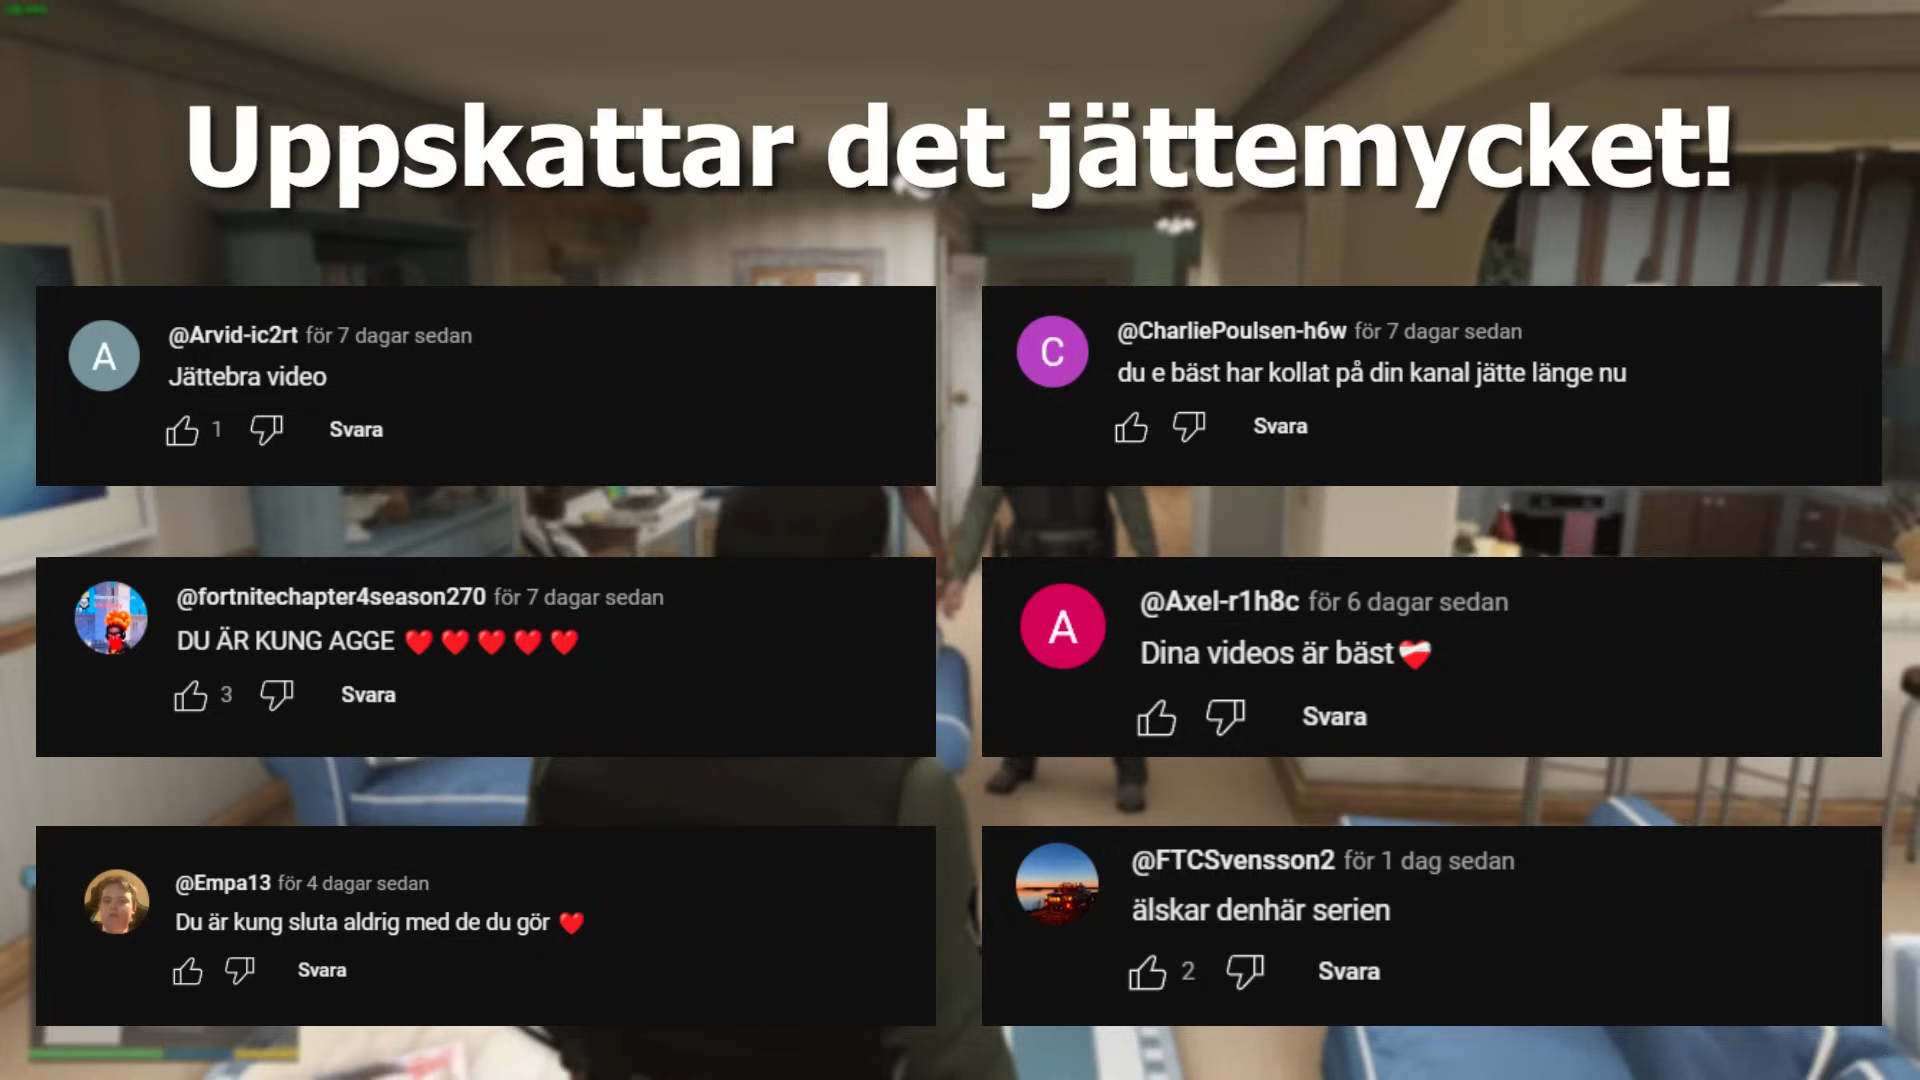 Uppskattar det jättemycket!
@Arvid-ic2rt för 7 dagar sedan
Jättebra video
1 Svara
@CharliePoulsen-h6w för 7 dagar sedan
du e bäst har kollat på din kanal jätte länge nu
Svara
@fortnitechapter4season270 för 7 dagar sedan
DU ÄR KUNG AGGE ❤️❤️❤️❤️❤️
3 Svara
@Axel-r1h8c för 6 dagar sedan
Dina videos är bäst❤️‍🩹
Svara
@Empa13 för 4 dagar sedan
Du är kung sluta aldrig med de du gör ❤️
Svara
@FTCSvensson2 för 1 dag sedan
älskar denhär serien
2 Svara